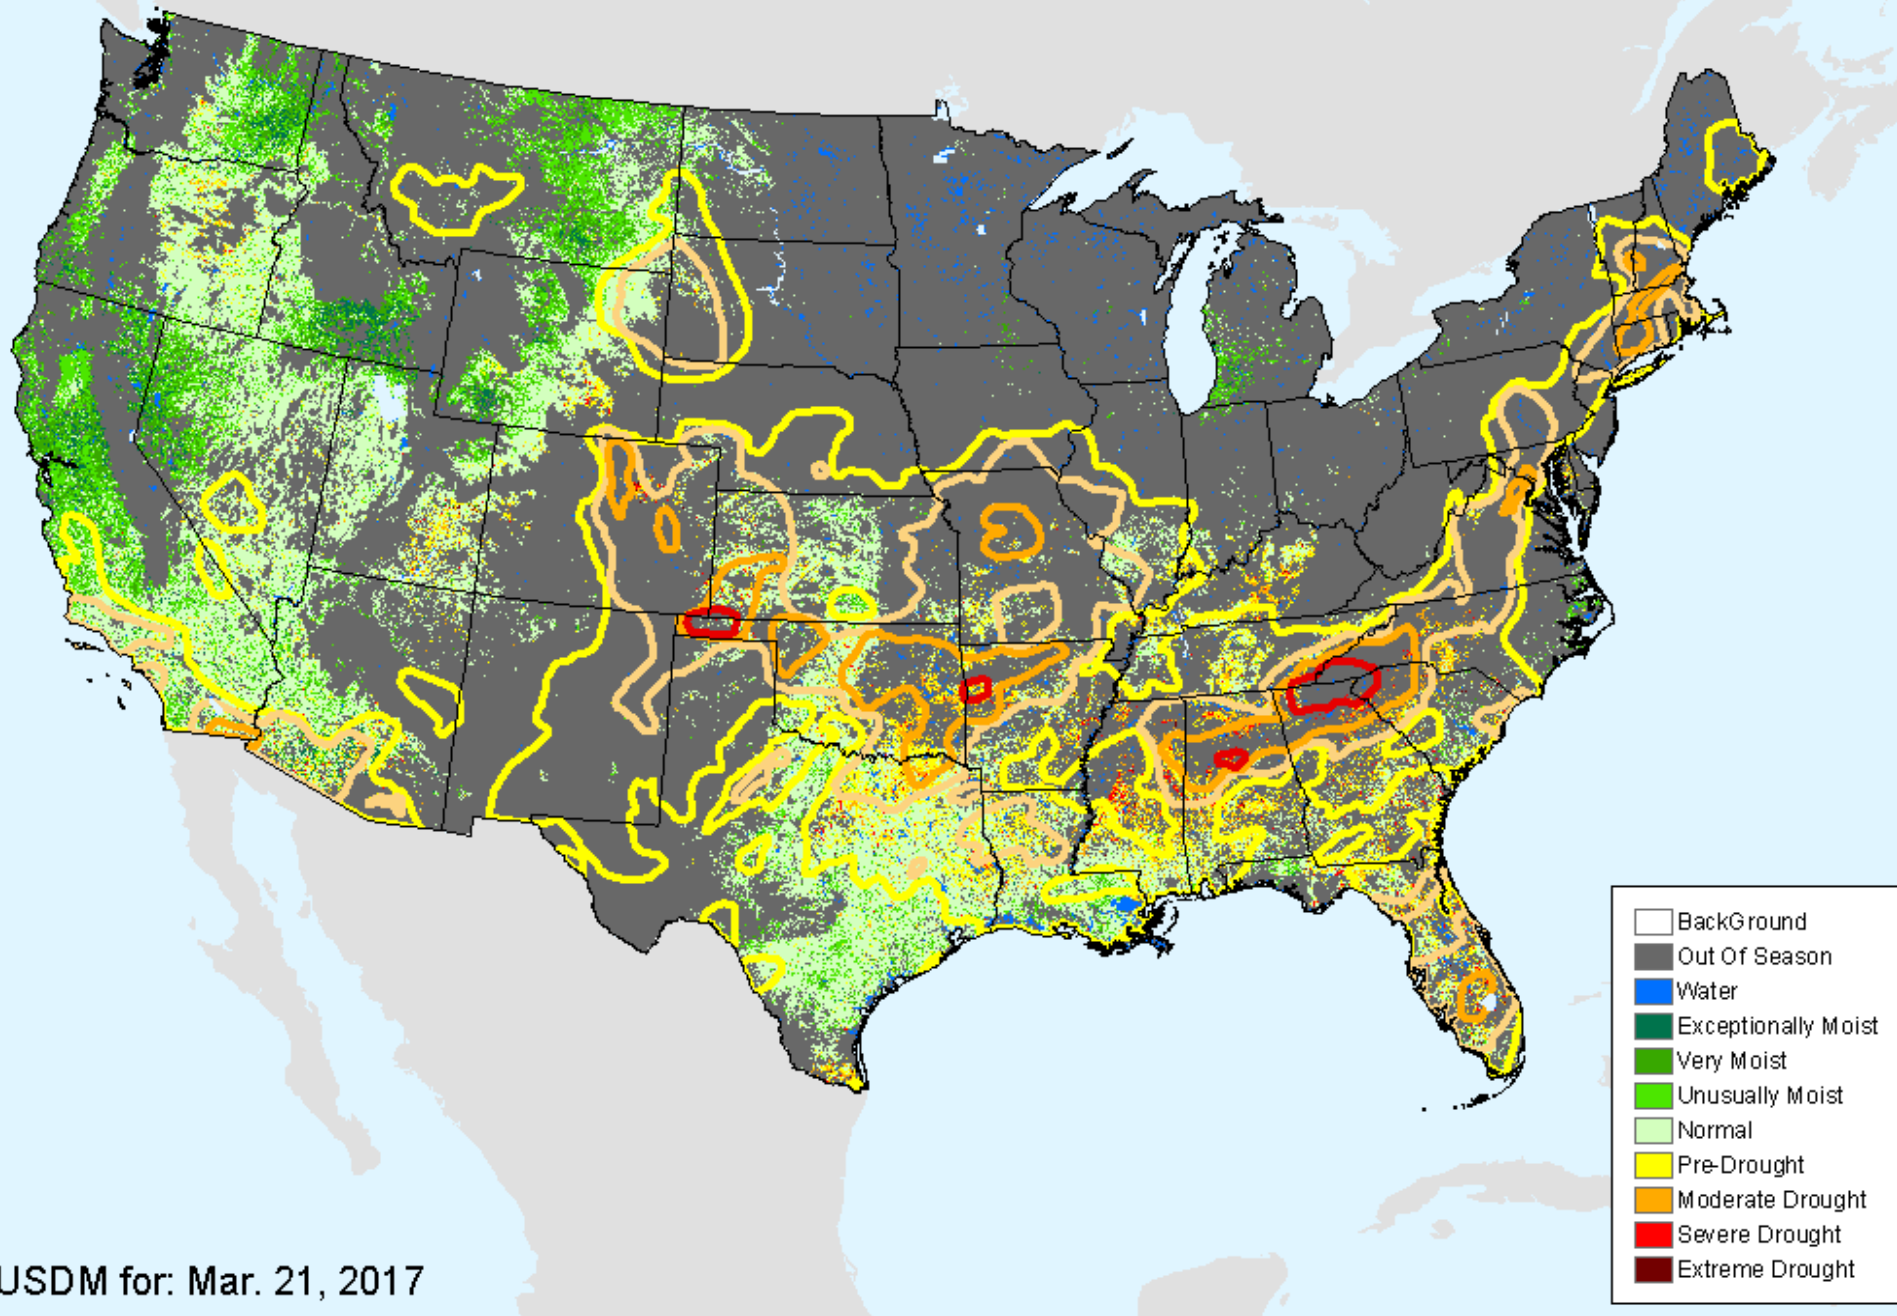 BackGround
Out Of Season
Water
Exceptionally Moist
Very Moist
Unusually Moist
Normal
Pre-Drought
Moderate Drought
Severe Drought
Extreme Drought
USDM for: Mar. 21, 2017